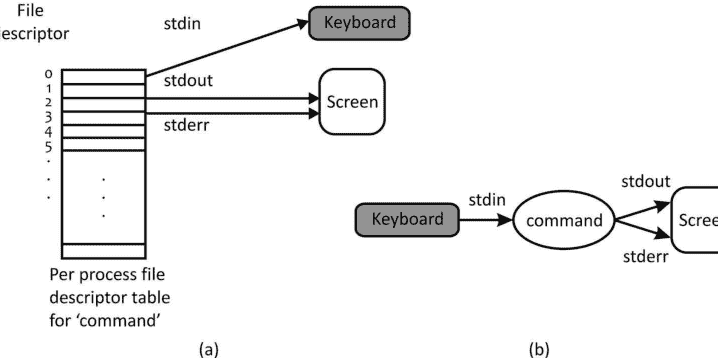 File
descriptor
stdin
Keyboard
0
stdout
1
2
Screen
3
stderr
4
5
stdout
stdin
Keyboard
command
Scree
stderr
Per process file
descriptor table
for ‘command’
(a)
(b)